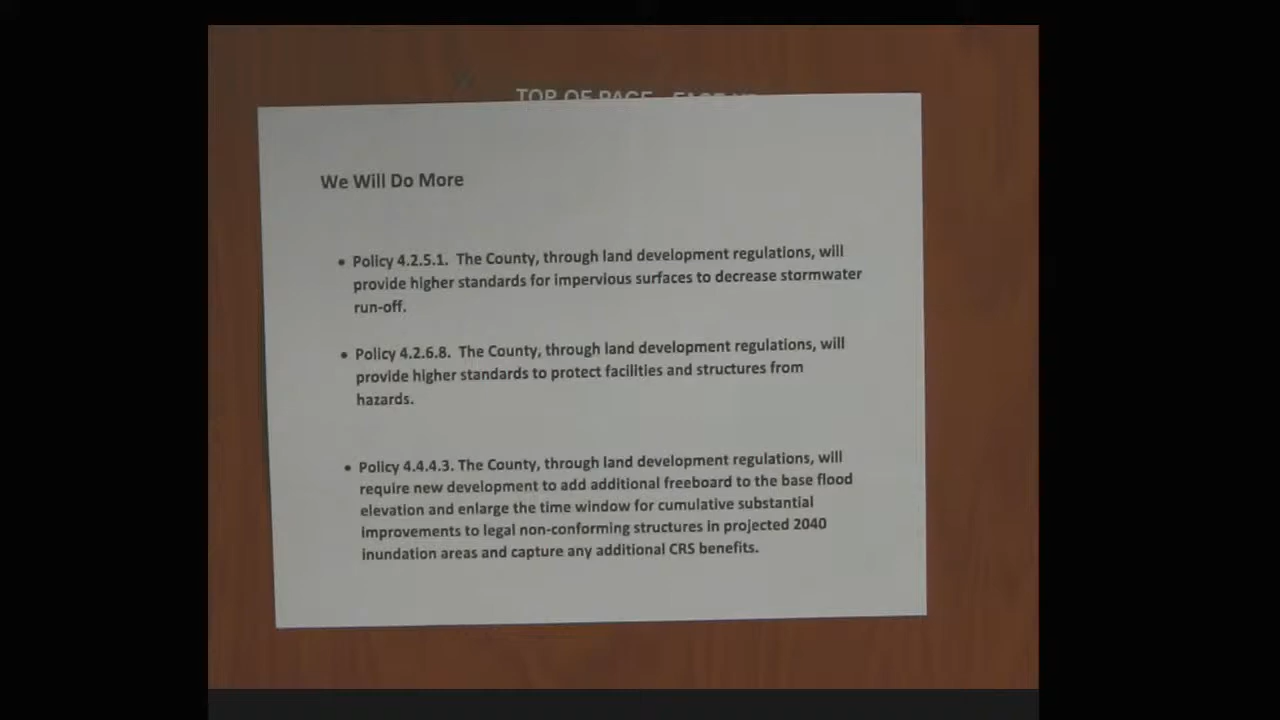 TOP OF PAGE
We Will Do More
• Policy 4.2.5.1. The County, through land development regulations, will
provide higher standards for impervious surfaces to decrease stormwater
run-off.
• Policy 4.2.6.8. The County, through land development regulations, will
provide higher standards to protect facilities and structures from
hazards.
• Policy 4.4.4.3. The County, through land development regulations, will
require new development to add additional freeboard to the base flood
elevation and enlarge the time window for cumulative substantial
improvements to legal non-conforming structures in projected 2040
inundation areas and capture any additional CRS benefits.